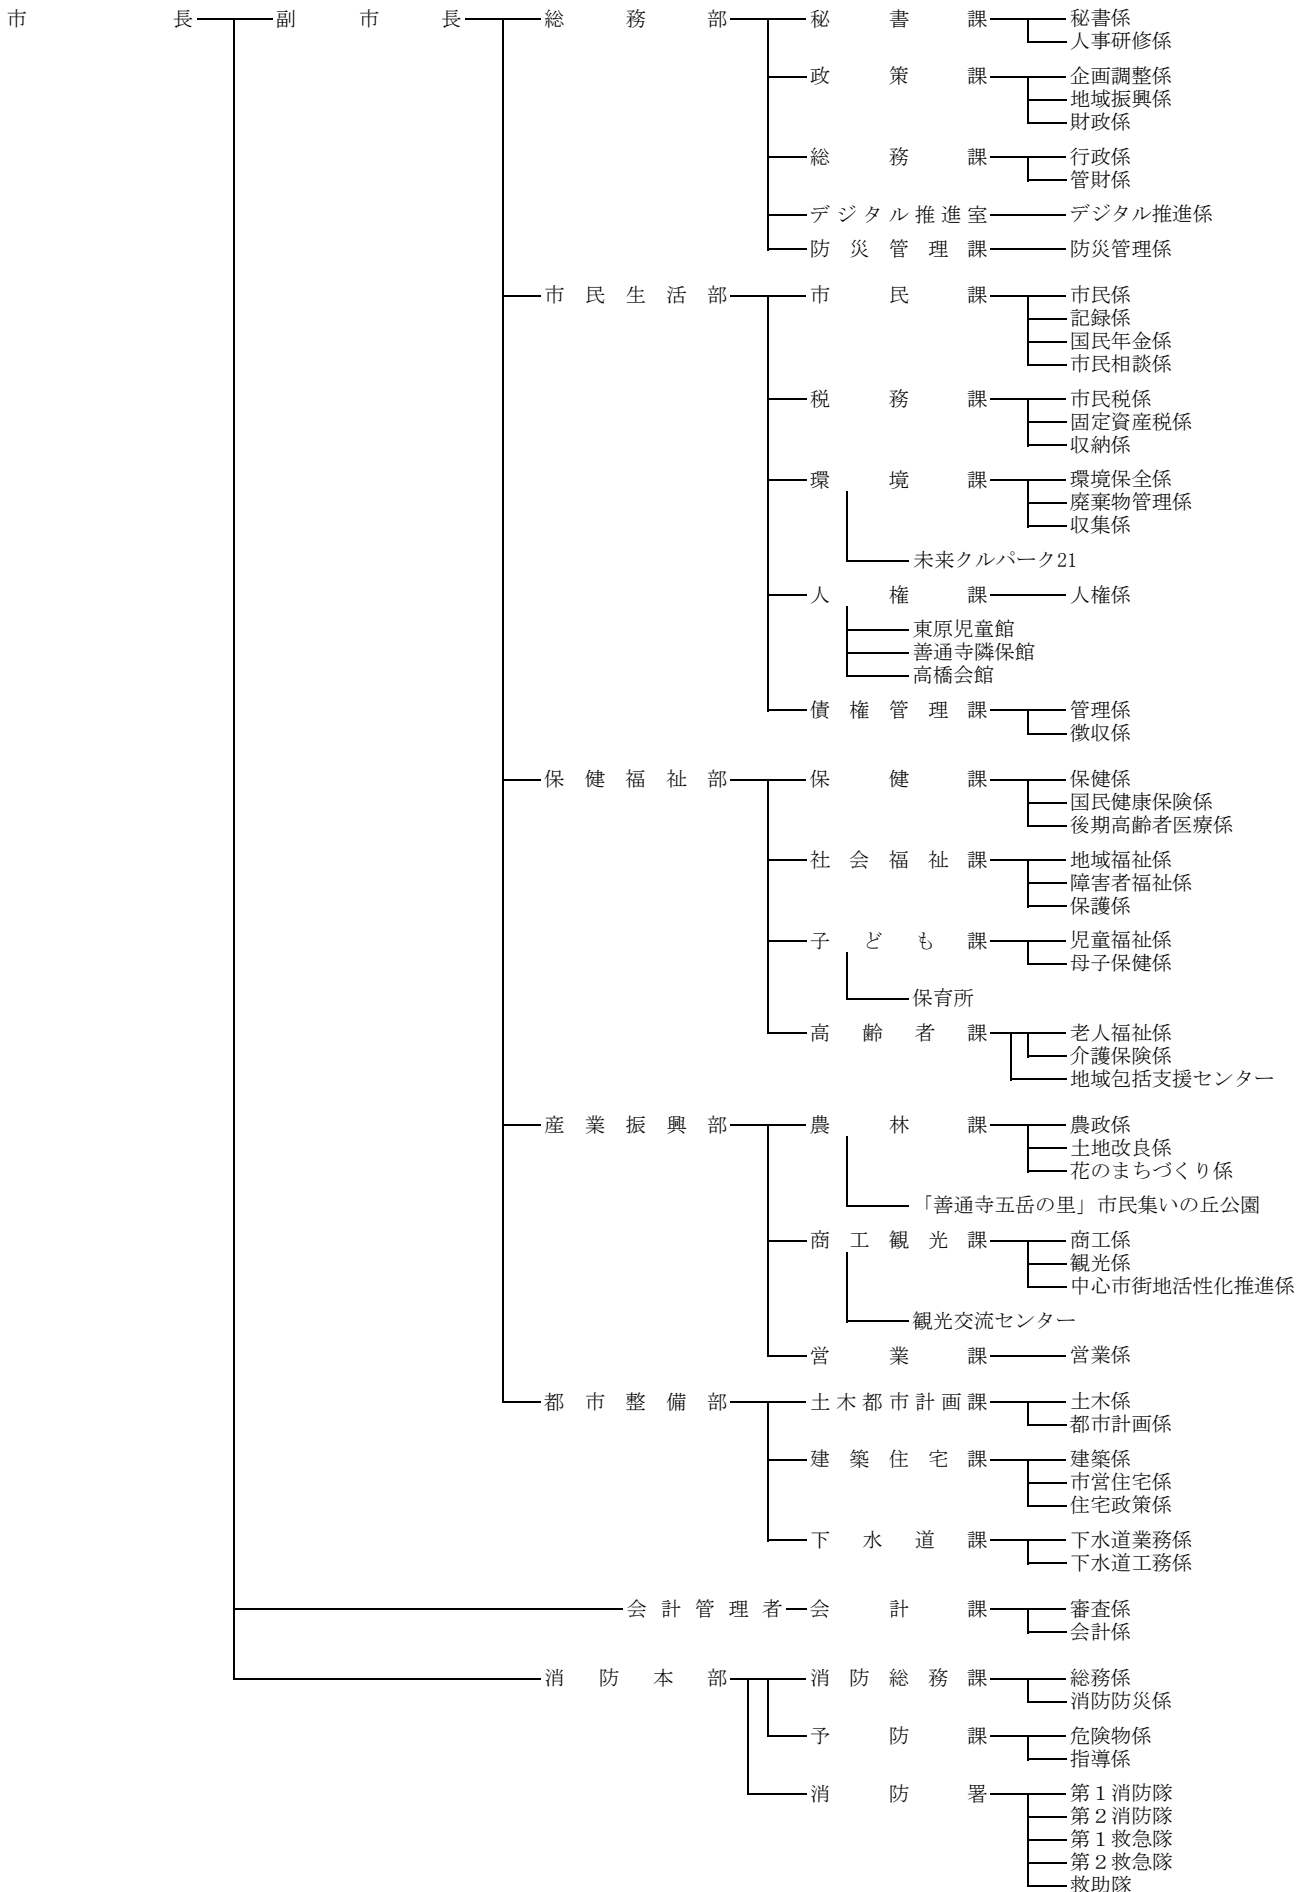 市長 副市長 総務部 秘書課 秘書係
人事研修係
政策課 企画調整係
地域振興係
財政係
総務課 行政係
管財係
デジタル推進室 デジタル推進係
防災管理課 防災管理係
市民生活部 市民課 市民係
記録係
国民年金係
市民相談係
税務課 市民税係
固定資産税係
収納係
環境課 環境保全係
廃棄物管理係
収集係
未来クルパーク21
人権課 人権係
東原児童館
善通寺隣保館
高橋会館
債権管理課 管理係
徴収係
保健福祉部 保健課 保健係
国民健康保険係
後期高齢者医療係
社会福祉課 地域福祉係
障害者福祉係
保護係
子ども課 児童福祉係
母子保健係
保育所
高齢者課 老人福祉係
介護保険係
地域包括支援センター
産業振興部 農林課 農政係
土地改良係
花のまちづくり係
「善通寺五岳の里」市民集いの丘公園
商工観光課 商工係
観光係
中心市街地活性化推進係
観光交流センター
営業課 営業係
都市整備部 土木都市計画課 土木係
都市計画係
建築住宅課 建築係
市営住宅係
住宅政策係
下水道課 下水道業務係
下水道工務係
会計管理者 会計課 審査係
会計係
消防本部 消防総務課 総務係
消防防災係
予防課 危険物係
指導係
消防署 第1消防隊
第2消防隊
第1救急隊
第2救急隊
救助隊